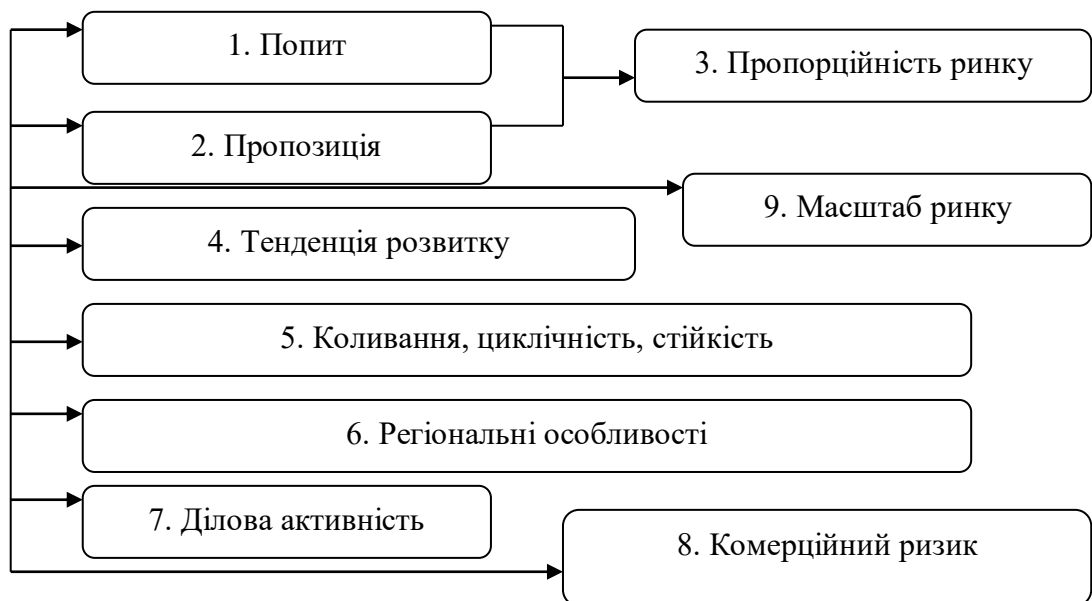 1. Попит
3. Пропорційність ринку
2. Пропозиція
9. Масштаб ринку
4. Тенденція розвитку
5. Коливання, циклічність, стійкість
6. Регіональні особливості
7. Ділова активність
8. Комерційний ризик